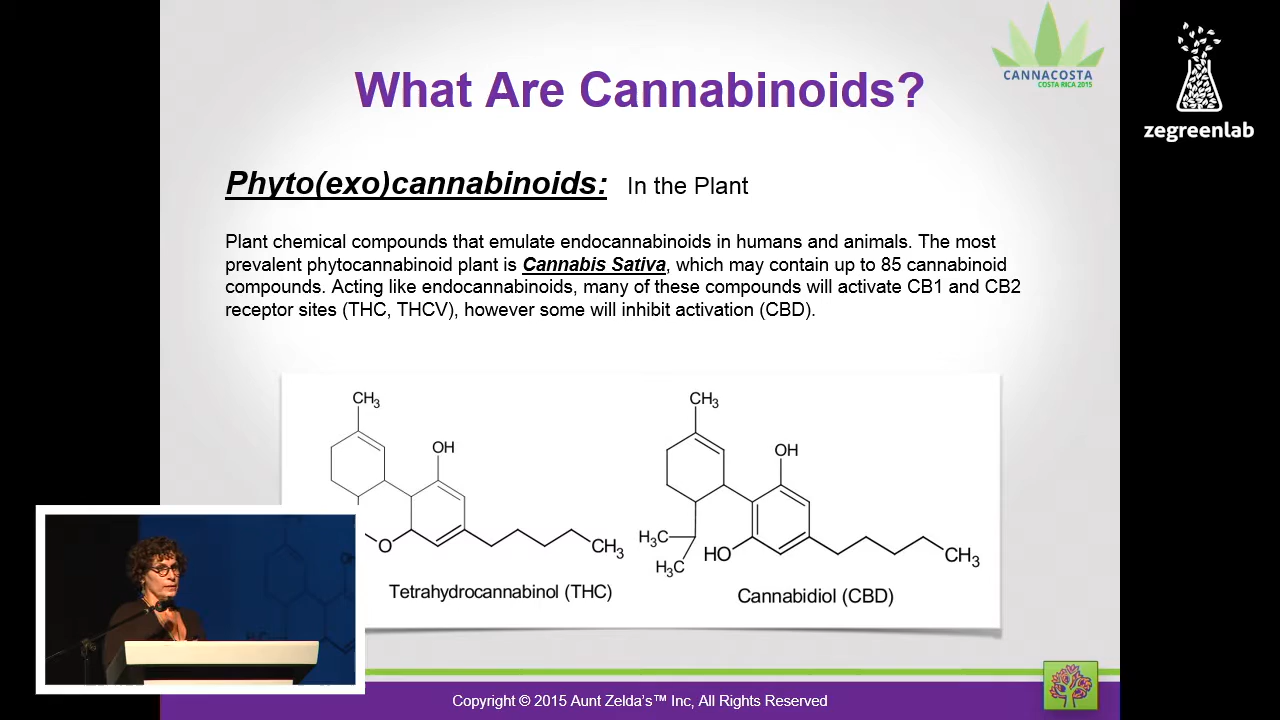 What Are Cannabinoids?
CANNACOSTA
COSTA RICA 2015
zegreenlab
Phyto(exo)cannabinoids: In the Plant
Plant chemical compounds that emulate endocannabinoids in humans and animals. The most
prevalent phytocannabinoid plant is Cannabis Sativa, which may contain up to 85 cannabinoid
compounds. Acting like endocannabinoids, many of these compounds will activate CB1 and CB2
receptor sites (THC, THCV), however some will inhibit activation (CBD).
CH₃
OH
O
CH₃
Tetrahydrocannabinol (THC)
CH₃
OH
H₃C
H₃C
HO
CH₃
Cannabidiol (CBD)
Copyright © 2015 Aunt Zelda's™ Inc, All Rights Reserved